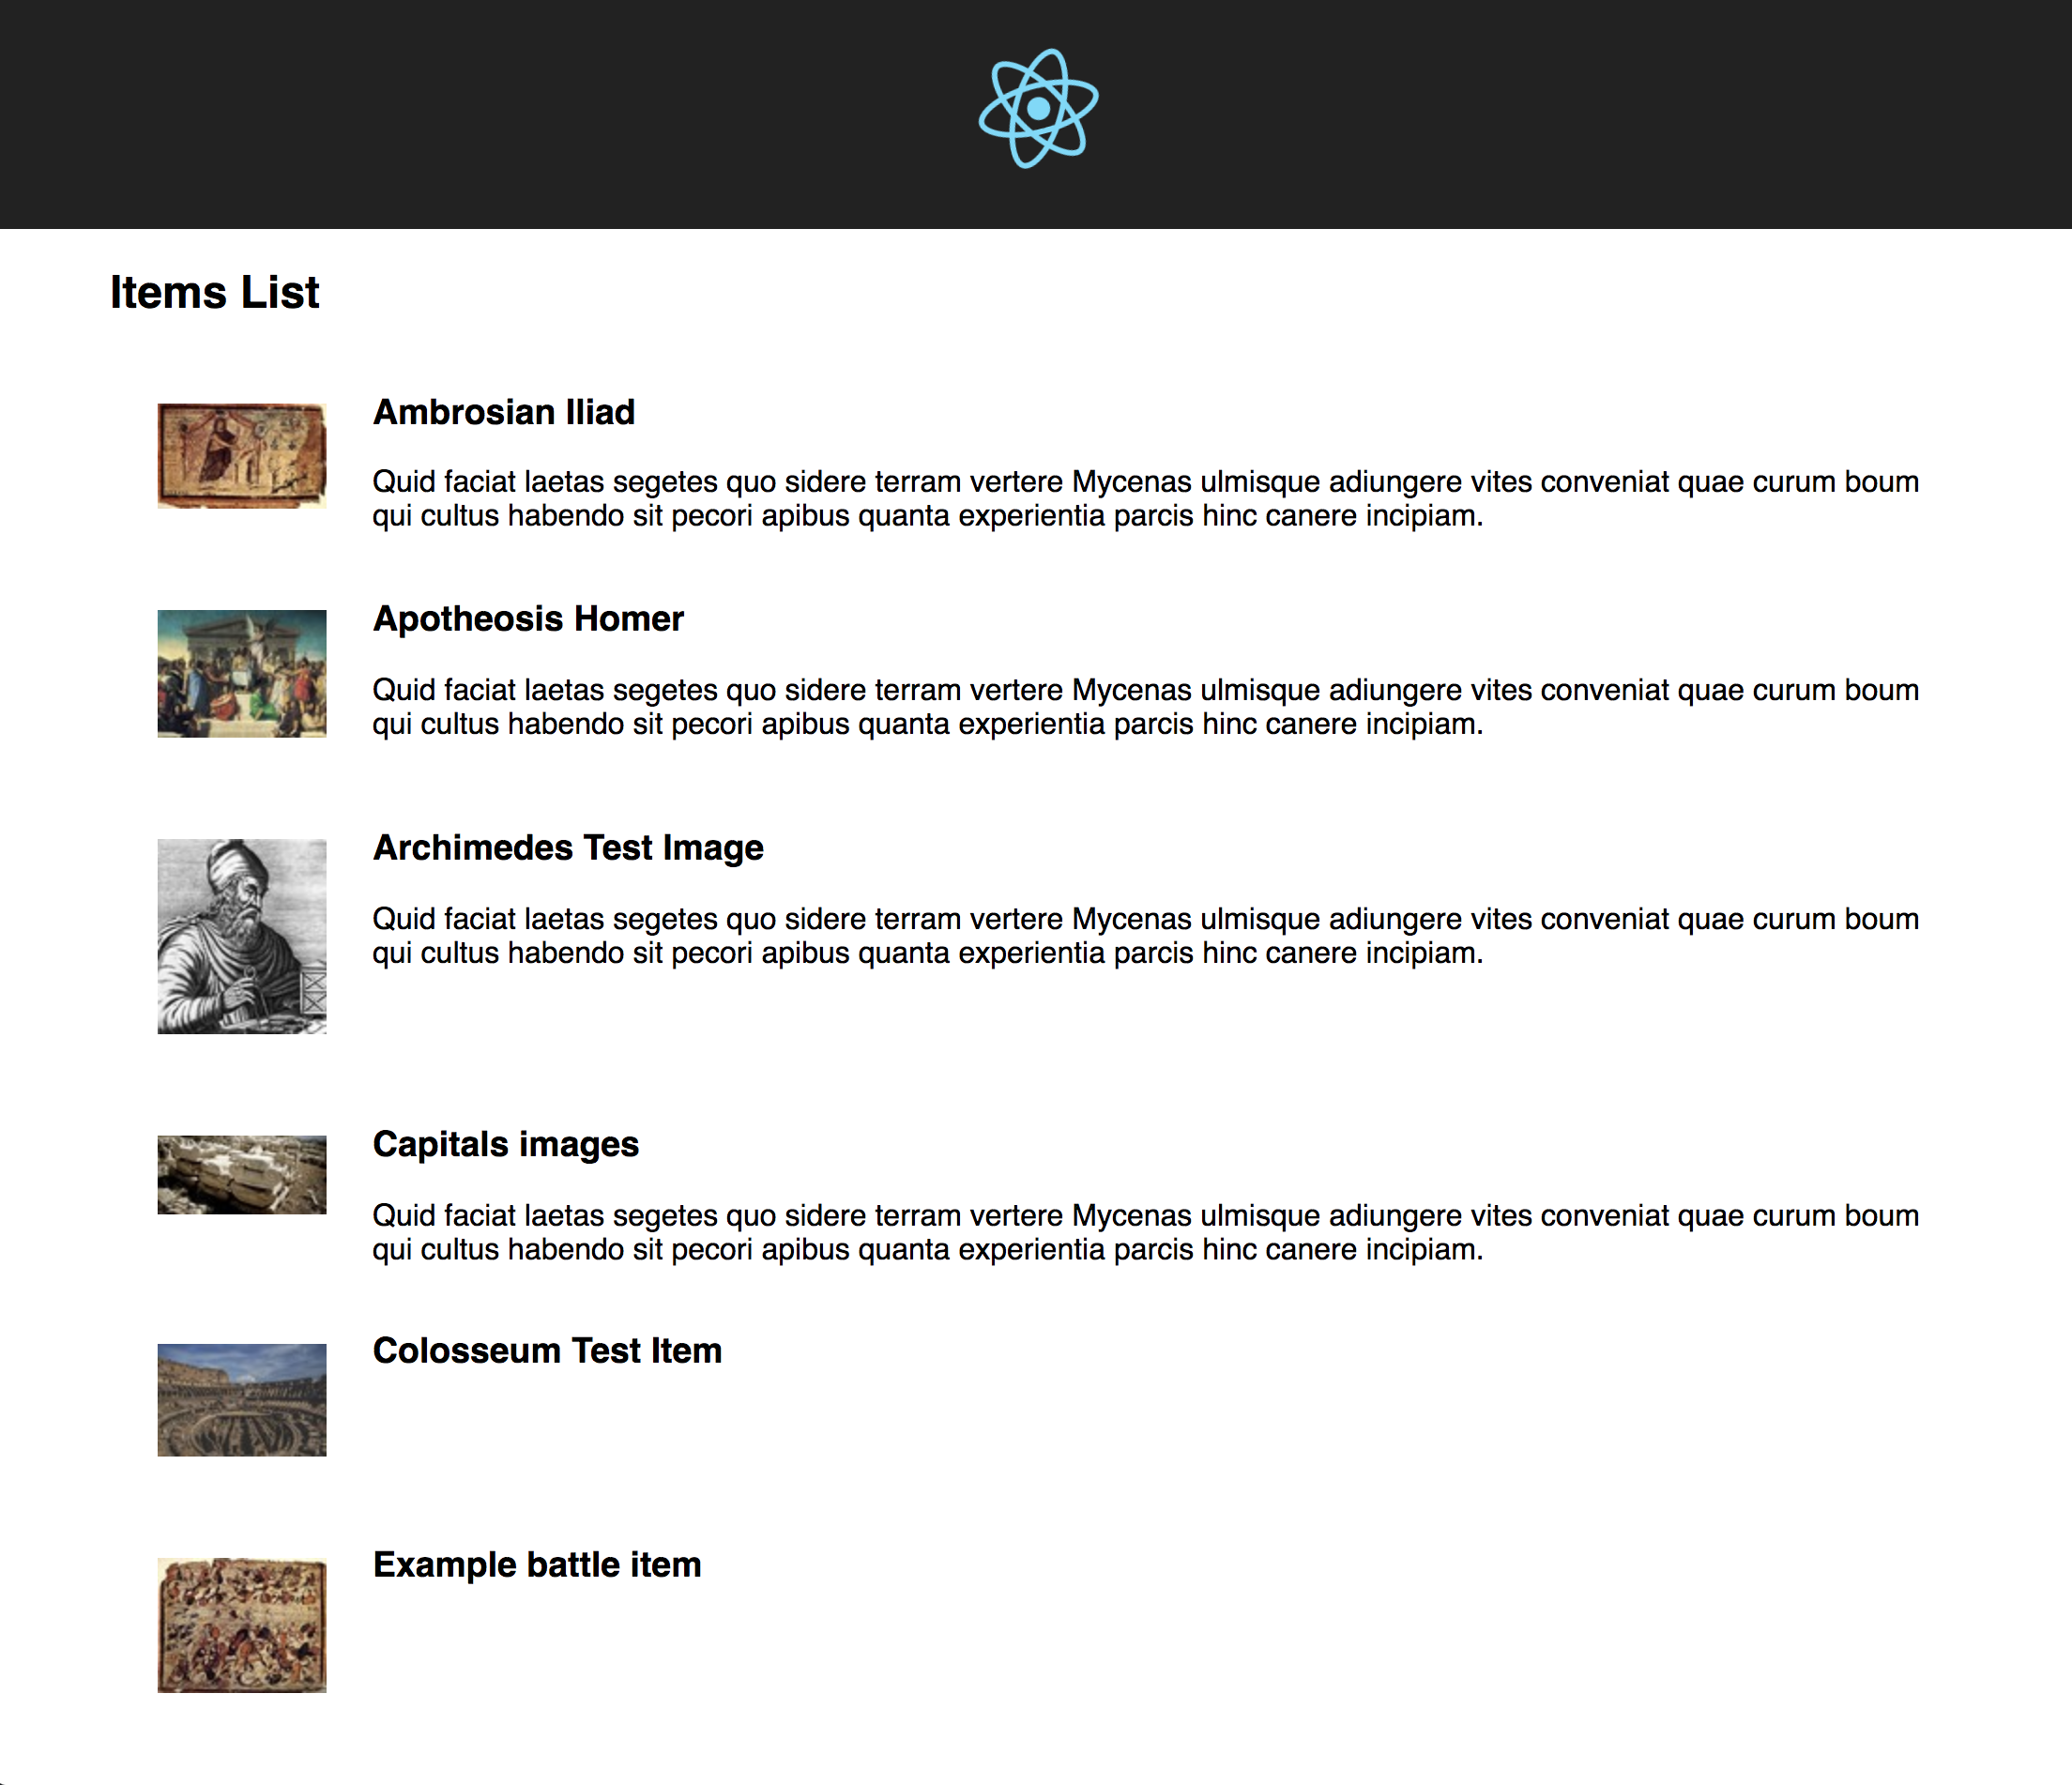 Items List
Ambrosian Iliad
Quid faciat laetas segetes quo sidere terram vertere Mycenas ulmisque adiungere vites conveniat quae curum boum
qui cultus habendo sit pecori apibus quanta experientia parcis hinc canere incipiam.
Apotheosis Homer
Quid faciat laetas segetes quo sidere terram vertere Mycenas ulmisque adiungere vites conveniat quae curum boum
qui cultus habendo sit pecori apibus quanta experientia parcis hinc canere incipiam.
Archimedes Test Image
Quid faciat laetas segetes quo sidere terram vertere Mycenas ulmisque adiungere vites conveniat quae curum boum
qui cultus habendo sit pecori apibus quanta experientia parcis hinc canere incipiam.
Capitals images
Quid faciat laetas segetes quo sidere terram vertere Mycenas ulmisque adiungere vites conveniat quae curum boum
qui cultus habendo sit pecori apibus quanta experientia parcis hinc canere incipiam.
Colosseum Test Item
Example battle item